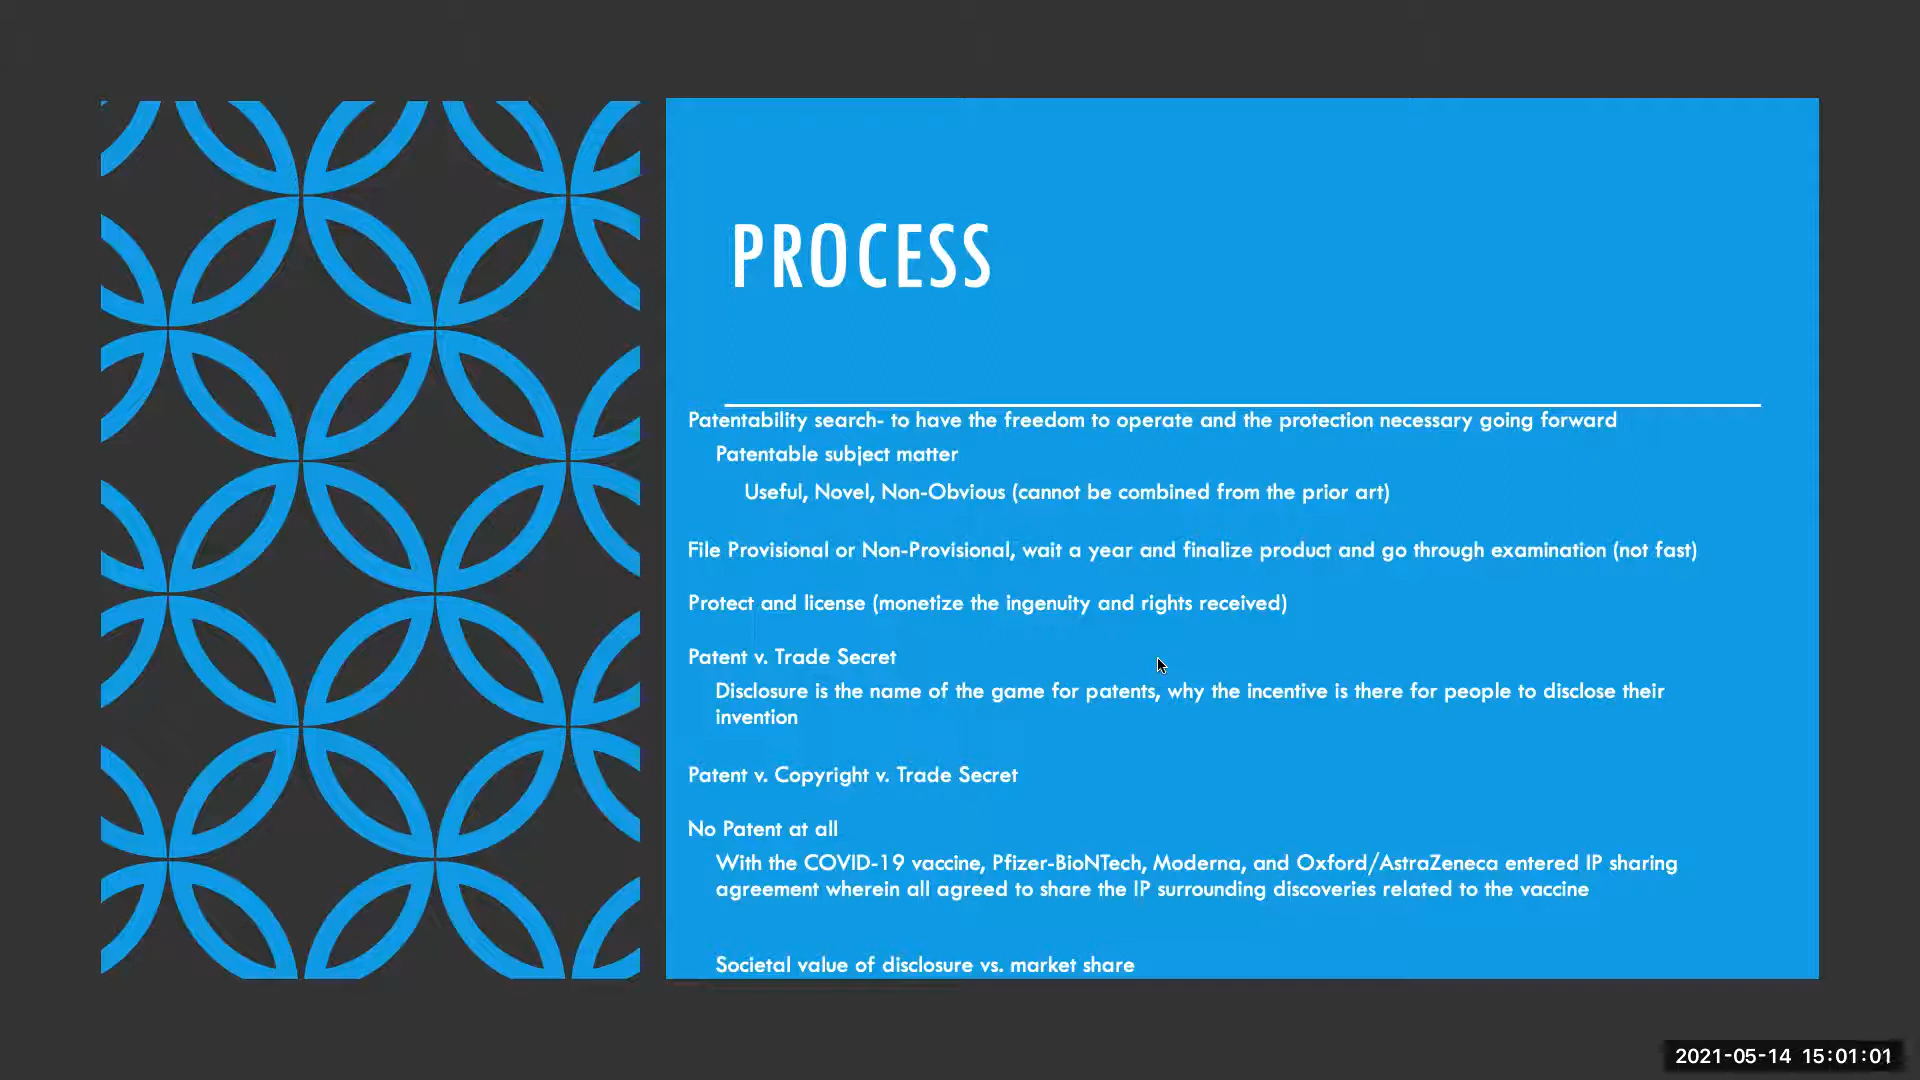 PROCESS
Patentability search- to have the freedom to operate and the protection necessary going forward
Patentable subject matter
Useful, Novel, Non-Obvious (cannot be combined from the prior art)
File Provisional or Non-Provisional, wait a year and finalize product and go through examination (not fast)
Protect and license (monetize the ingenuity and rights received)
Patent v. Trade Secret
Disclosure is the name of the game for patents, why the incentive is there for people to disclose their
invention
Patent v. Copyright v. Trade Secret
No Patent at all
With the COVID-19 vaccine, Pfizer-BioNTech, Moderna, and Oxford/AstraZeneca entered IP sharing
agreement wherein all agreed to share the IP surrounding discoveries related to the vaccine
Societal value of disclosure vs. market share
2021-05-14 15:01:01